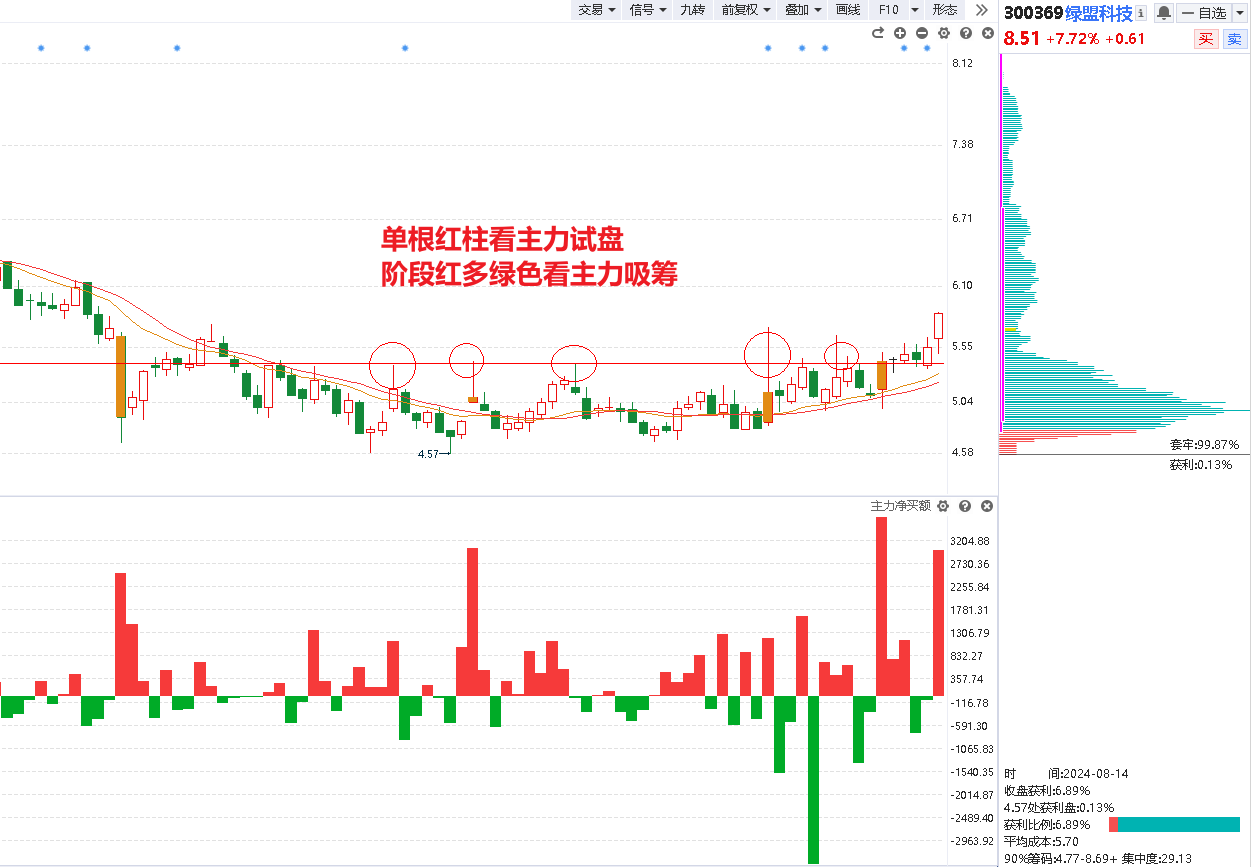 交易 信号 九转 前复权 叠加 画线 F10 形态
300369绿盟科技 自选
8.51 +7.72% +0.61 买 卖
8.12
7.38
6.71
单根红柱看主力试盘
阶段红多绿色看主力吸筹
6.10
5.55
5.04
4.57
4.58
套牢:99.87%
获利:0.13%
主力净买额
3204.88
2730.36
2255.84
1781.31
1306.79
832.27
357.74
-116.78
-591.30
-1065.83
-1540.35
-2014.87
-2489.40
-2963.92
时 间:2024-08-14
收盘获利:6.89%
4.57处获利盘:0.13%
获利比例:6.89%
平均成本:5.70
90%筹码:4.77-8.69+ 集中度:29.13